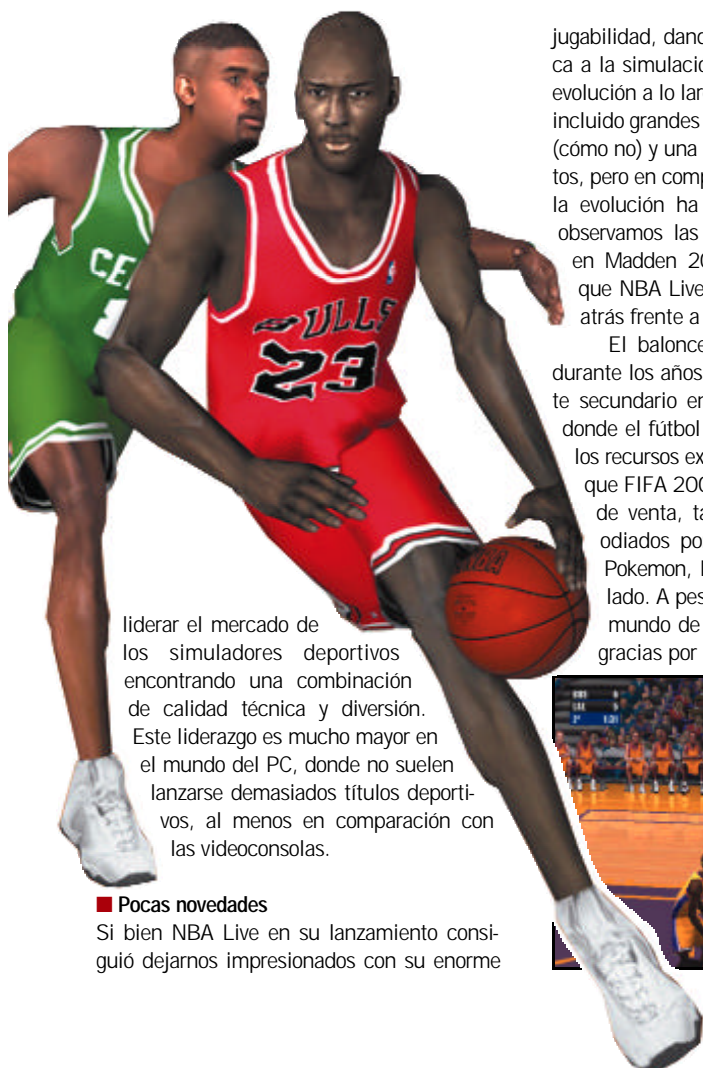 CE
BULLS
23
liderar el mercado de
los simuladores deportivos
encontrando una combinación
de calidad técnica y diversión.
Este liderazgo es mucho mayor en
el mundo del PC, donde no suelen
lanzarse demasiados títulos deporti-
vos, al menos en comparación con
las videoconsolas.
Pocas novedades
Si bien NBA Live en su lanzamiento consi-
guió dejarnos impresionados con su enorme
jugabilidad, danc
ca a la simulació
evolución a lo lar
incluido grandes
(cómo no) y una
tos, pero en comp
la evolución ha
observamos las
en Madden 20
que NBA Live
atrás frente a
El balonce
durante los años
te secundario en
donde el fútbol
los recursos ex
que FIFA 200
de venta, ta
odiados po
Pokemon, l
lado. A pes
mundo de
gracias por